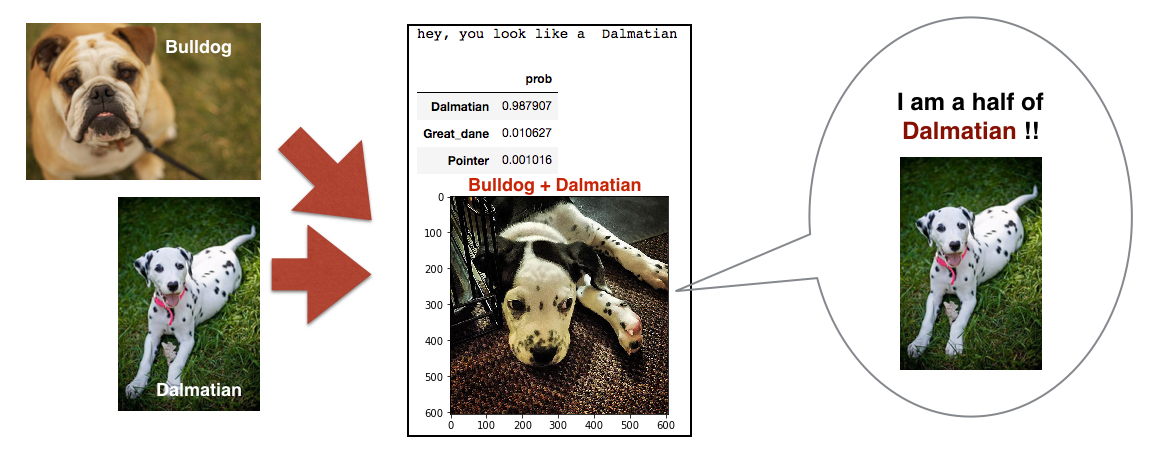 Bulldog
Dalmatian
hey, you look like a  Dalmatian
prob
Dalmatian 0.987907
Great_dane 0.010627
Pointer 0.001016
Bulldog + Dalmatian
0
100
200
300
400
500
600
0 100 200 300 400 500 600
I am a half of
Dalmatian !!